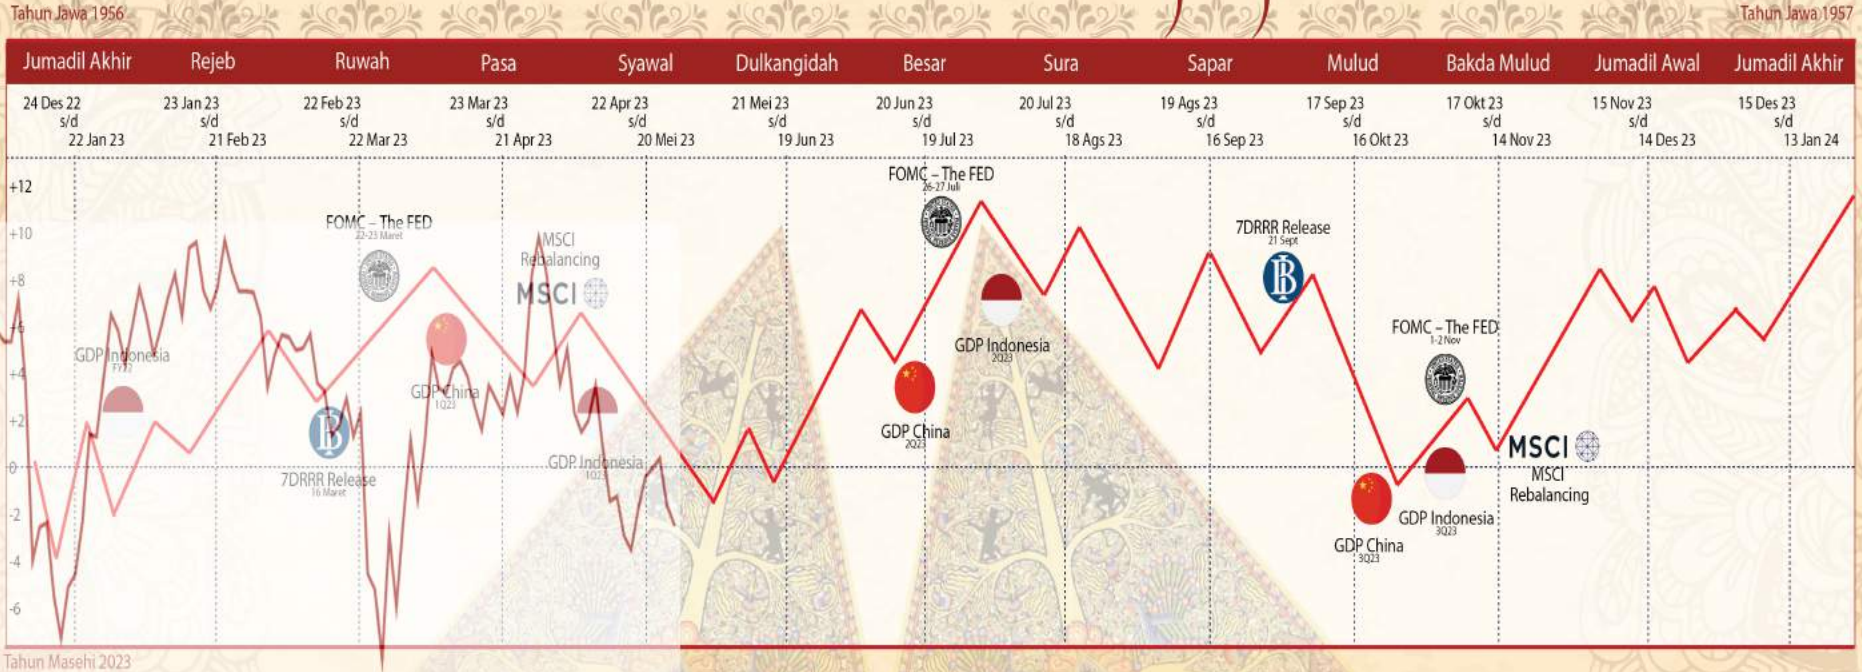 Tahun Jawa 1956
Tahun Jawa 1957
Jumadil Akhir
Rejeb
Ruwah
Pasa
Syawal
Dulkangidah
Besar
Sura
Sapar
Mulud
Bakda Mulud
Jumadil Awal
Jumadil Akhir
24 Des 22
s/d
22 Jan 23
23 Jan 23
s/d
21 Feb 23
22 Feb 23
s/d
22 Mar 23
23 Mar 23
s/d
21 Apr 23
22 Apr 23
s/d
20 Mei 23
21 Mei 23
s/d
19 Jun 23
20 Jun 23
s/d
19 Jul 23
20 Jul 23
s/d
18 Ags 23
19 Ags 23
s/d
16 Sep 23
17 Sep 23
s/d
16 Okt 23
17 Okt 23
s/d
14 Nov 23
15 Nov 23
s/d
14 Des 23
15 Des 23
s/d
13 Jan 24
+12
+10
+8
+6
+4
+2
0
-2
-4
-6
GDP Indonesia
FY22
7DRRR Release
16 Maret
FOMC – The FED
22-23 Maret
GDP China
1Q23
MSCI
Rebalancing
MSCI
GDP Indonesia
1Q23
FOMC – The FED
26-27 Juli
GDP China
2Q23
GDP Indonesia
2Q23
7DRRR Release
21 Sept
GDP China
3Q23
FOMC – The FED
1-2 Nov
GDP Indonesia
3Q23
MSCI
MSCI
Rebalancing
Tahun Masehi 2023